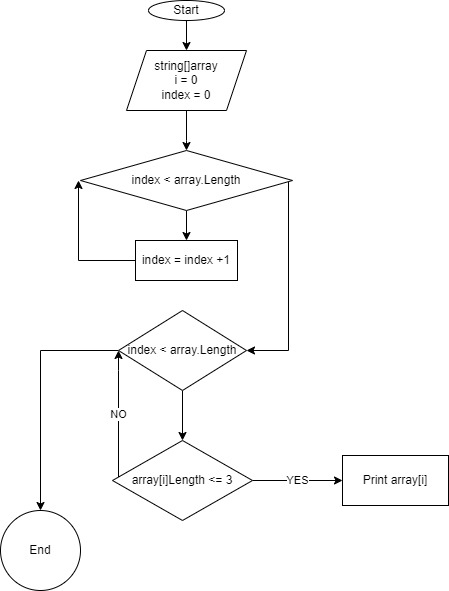 Start
string[]array
i = 0
index = 0
index < array.Length
index = index +1
index < array.Length
NO
array[i]Length <= 3
YES
Print array[i]
End